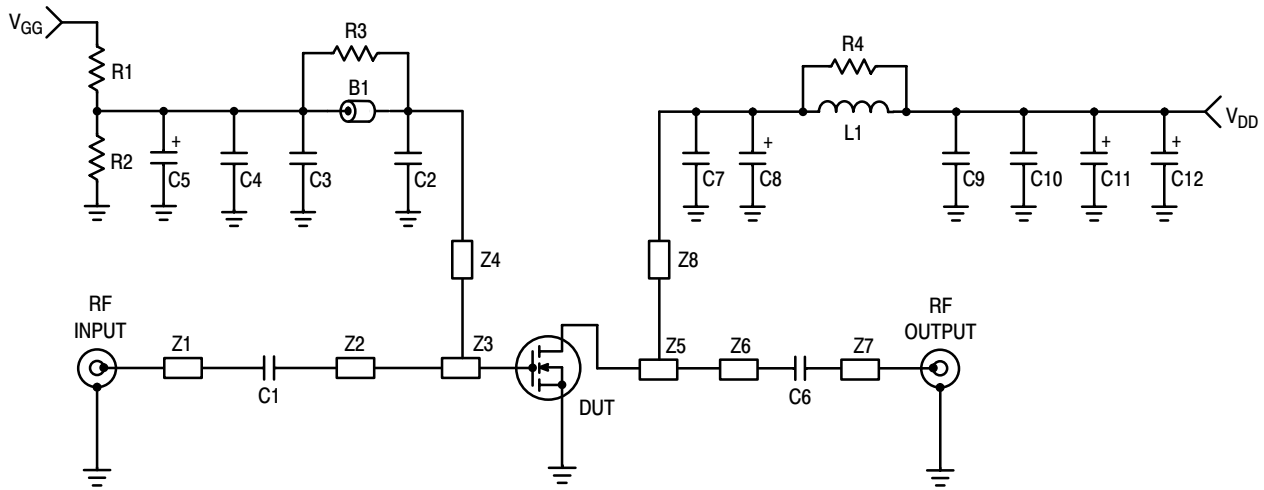 VGG
R1
R2
R3
B1
+
C5
C4
C3
C2
R4
L1
VDD
C7
+
C8
C9
C10
+
C11
+
C12
Z4
Z8
RF
INPUT
Z1
C1
Z2
Z3
DUT
Z5
Z6
C6
Z7
RF
OUTPUT